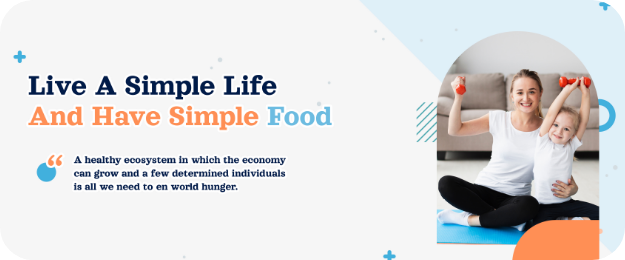 Live A Simple Life
And Have Simple Food
“ A healthy ecosystem in which the economy
can grow and a few determined individuals
is all we need to en world hunger.